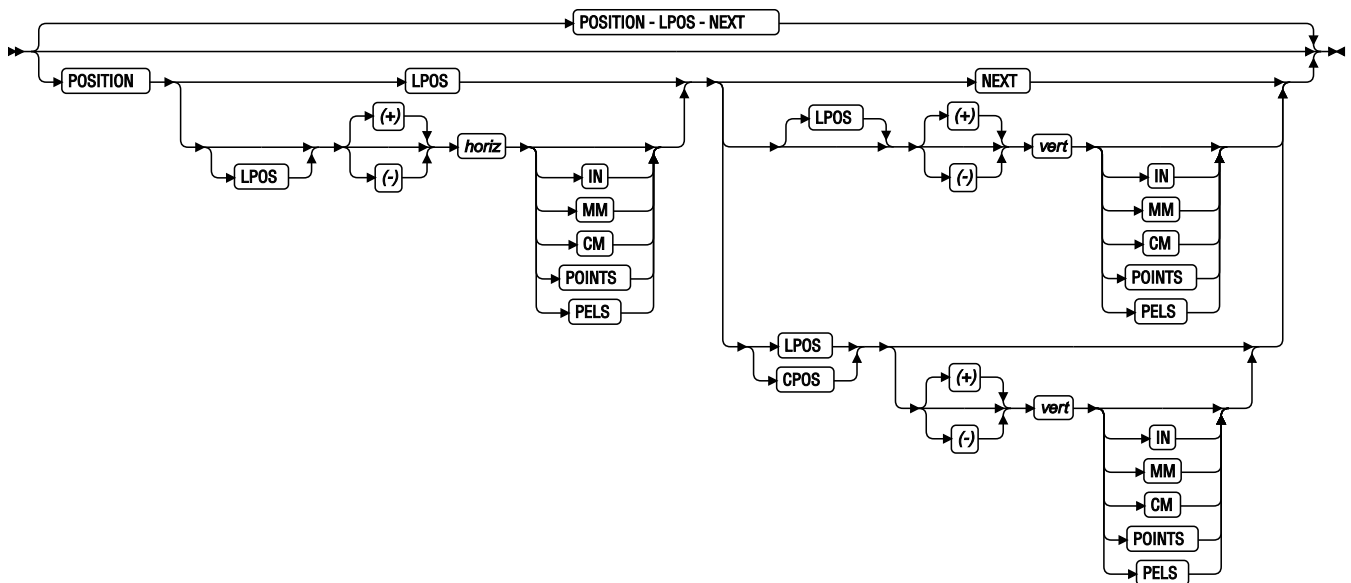 POSITION - LPOS - NEXT
POSITION LPOS NEXT
(+) LPOS (+)
horiz vert
LPOS (-) IN (-) IN
MM MM
CM CM
POINTS POINTS
PELS PELS
LPOS
CPOS (+)
vert
(-) IN
MM
CM
POINTS
PELS